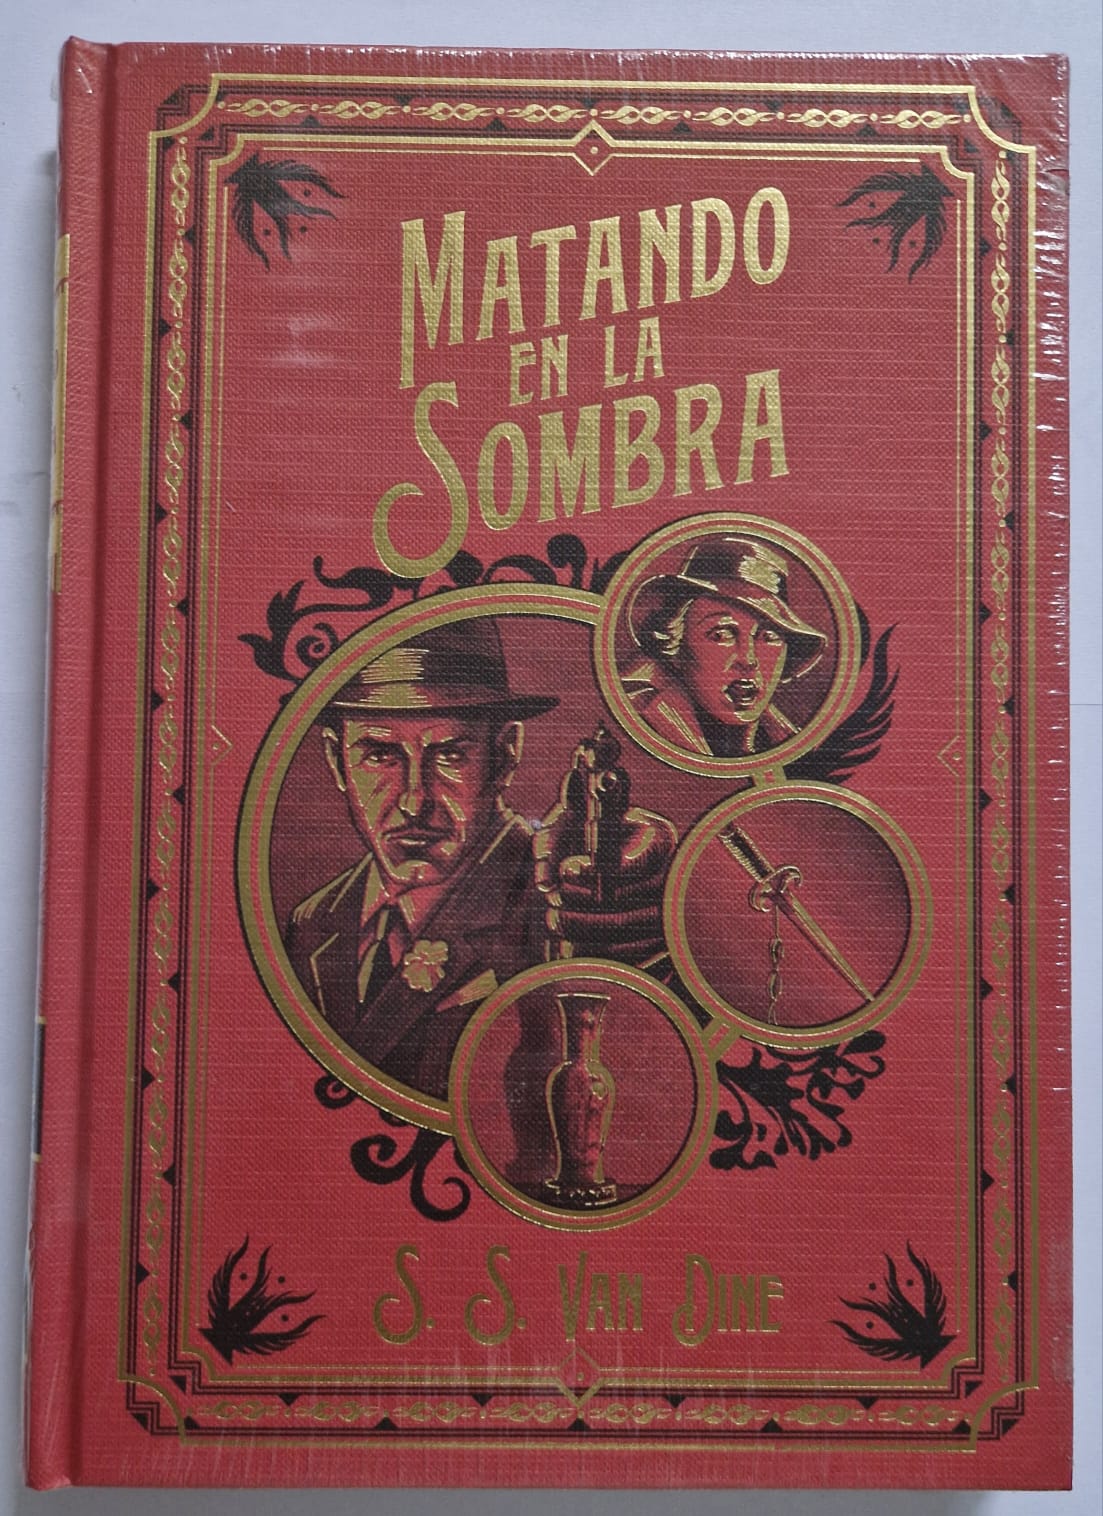 MATANDO
EN LA
SOMBRA
S. S. VAN DINE